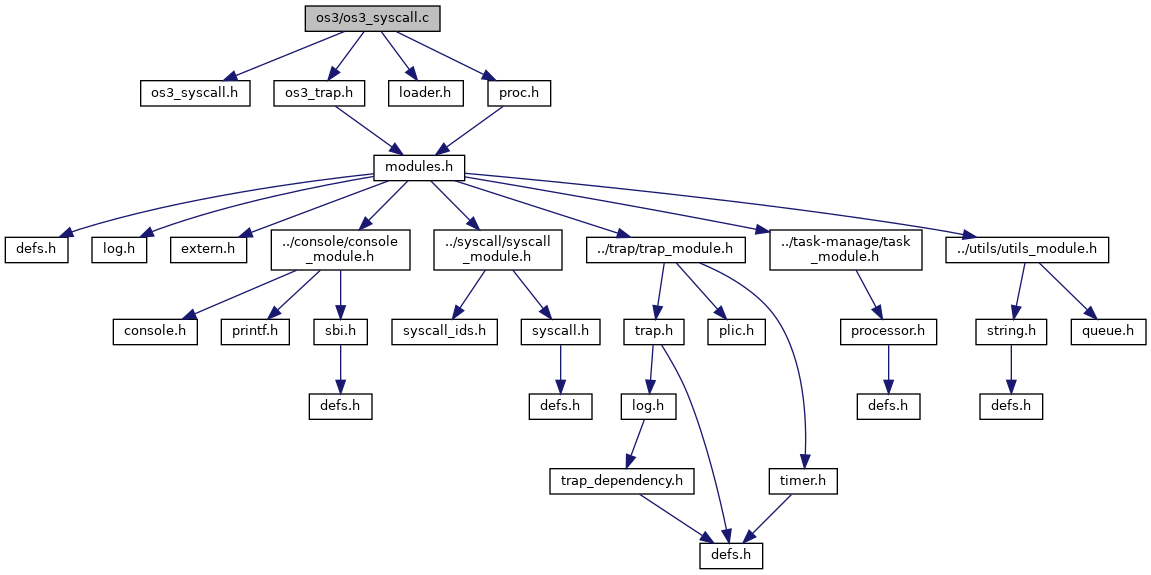 os3/os3_syscall.c
os3_syscall.h
os3_trap.h
loader.h
proc.h
modules.h
defs.h
log.h
extern.h
../console/console
_module.h
../syscall/syscall
_module.h
../trap/trap_module.h
../task-manage/task
_module.h
../utils/utils_module.h
console.h
printf.h
sbi.h
syscall_ids.h
syscall.h
trap.h
plic.h
processor.h
string.h
queue.h
defs.h
defs.h
log.h
defs.h
defs.h
trap_dependency.h
timer.h
defs.h